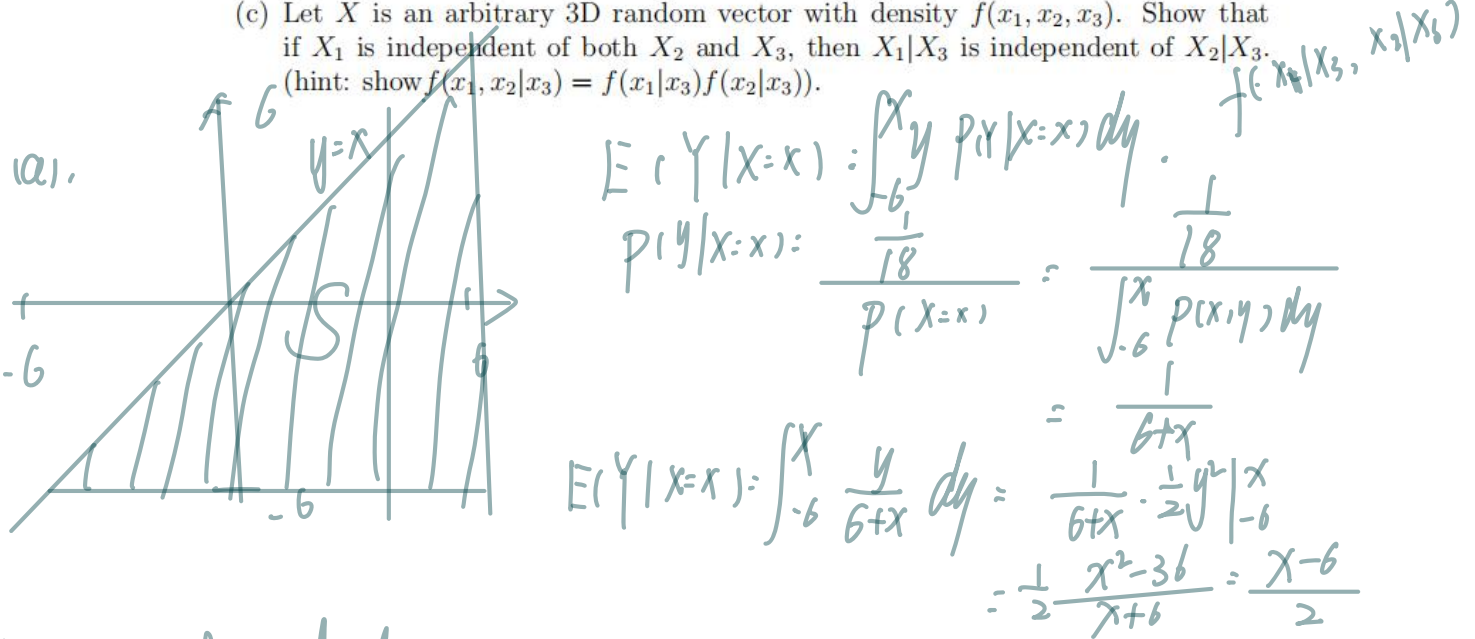 (c) Let X is an arbitrary 3D random vector with density f(x₁, x₂, x₃). Show that
if X₁ is independent of both X₂ and X₃, then X₁|X₃ is independent of X₂|X₃.
(hint: show f(x₁, x₂|x₃) = f(x₁|x₃)f(x₂|x₃)).
f( X₁|X₃, X₂|X₃)
(a).
6
y=x
S
-6
6
-6
E(Y|X=x) = ∫_{-6}^{x} y P(Y|X=x) dy.
P(y|X=x) = (1/18) / P(X=x) = (1/18) / ∫_{-6}^{x} P(x,y) dy
= 1/(6+x)
E(Y|X=x) = ∫_{-6}^{x} y/(6+x) dy = 1/(6+x) · 1/2 y² |_{-6}^{x}
= 1/2 (x²-36)/(x+6) = (x-6)/2